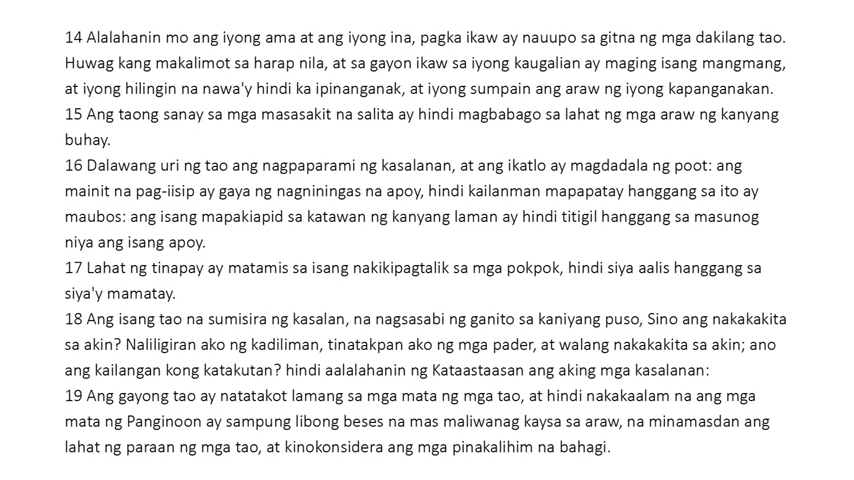 14 Alalahanin mo ang iyong ama at ang iyong ina, pagka ikaw ay nauupo sa gitna ng mga dakilang tao.
Huwag kang makalimot sa harap nila, at sa gayon ikaw sa iyong kaugalian ay maging isang mangmang,
at iyong hilingin na nawa'y hindi ka ipinanganak, at iyong sumpain ang araw ng iyong kapanganakan.
15 Ang taong sanay sa mga masasakit na salita ay hindi magbabago sa lahat ng mga araw ng kanyang
buhay.
16 Dalawang uri ng tao ang nagpaparami ng kasalanan, at ang ikatlo ay magdadala ng poot: ang
mainit na pag-iisip ay gaya ng nagniningas na apoy, hindi kailanman mapapatay hanggang sa ito ay
maubos: ang isang mapakiapid sa katawan ng kanyang laman ay hindi titigil hanggang sa masunog
niya ang isang apoy.
17 Lahat ng tinapay ay matamis sa isang nakikipagtalik sa mga pokpok, hindi siya aalis hanggang sa
siya'y mamatay.
18 Ang isang tao na sumisira ng kasalan, na nagsasabi ng ganito sa kaniyang puso, Sino ang nakakakita
sa akin? Naliligiran ako ng kadiliman, tinatakpan ako ng mga pader, at walang nakakakita sa akin; ano
ang kailangan kong katakutan? hindi aalalahanin ng Kataastaasan ang aking mga kasalanan:
19 Ang gayong tao ay natatakot lamang sa mga mata ng mga tao, at hindi nakakaalam na ang mga
mata ng Panginoon ay sampung libong beses na mas maliwanag kaysa sa araw, na minamasdan ang
lahat ng paraan ng mga tao, at kinokonsidera ang mga pinakalihim na bahagi.